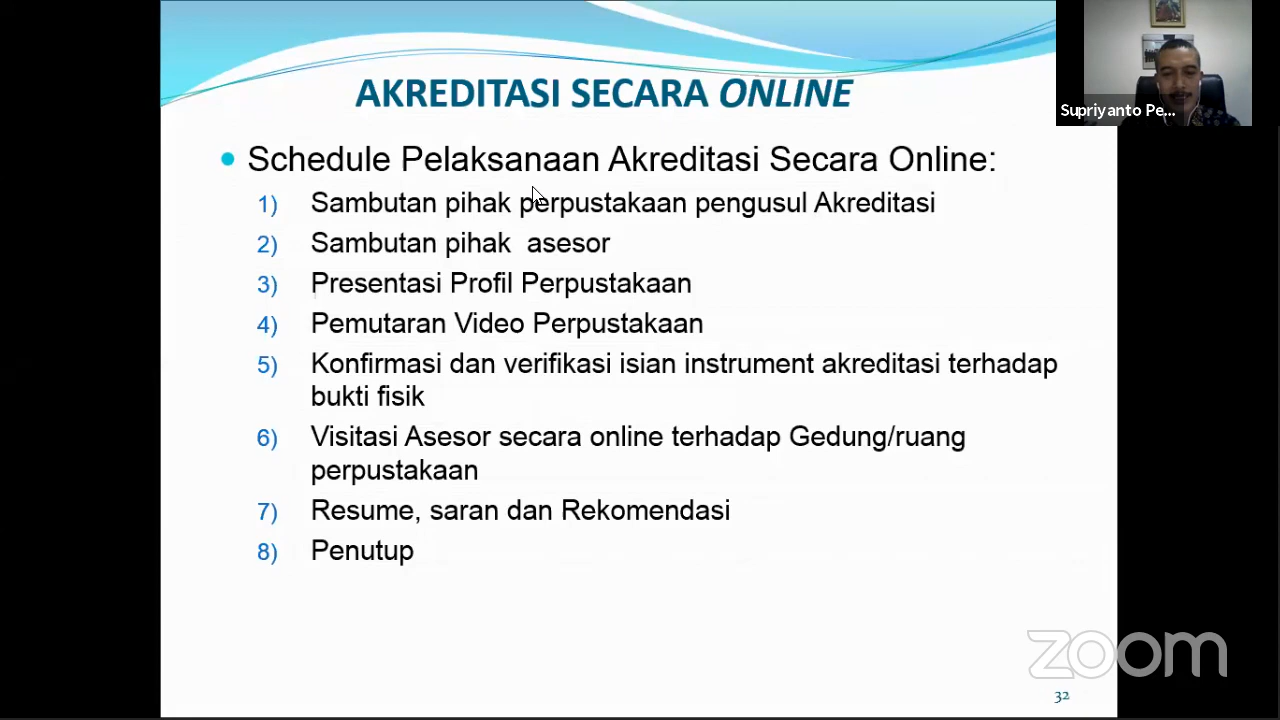 AKREDITASI SECARA ONLINE
Supriyanto Pe...
• Schedule Pelaksanaan Akreditasi Secara Online:
1) Sambutan pihak perpustakaan pengusul Akreditasi
2) Sambutan pihak asesor
3) Presentasi Profil Perpustakaan
4) Pemutaran Video Perpustakaan
5) Konfirmasi dan verifikasi isian instrument akreditasi terhadap
bukti fisik
6) Visitasi Asesor secara online terhadap Gedung/ruang
perpustakaan
7) Resume, saran dan Rekomendasi
8) Penutup
zoom
32